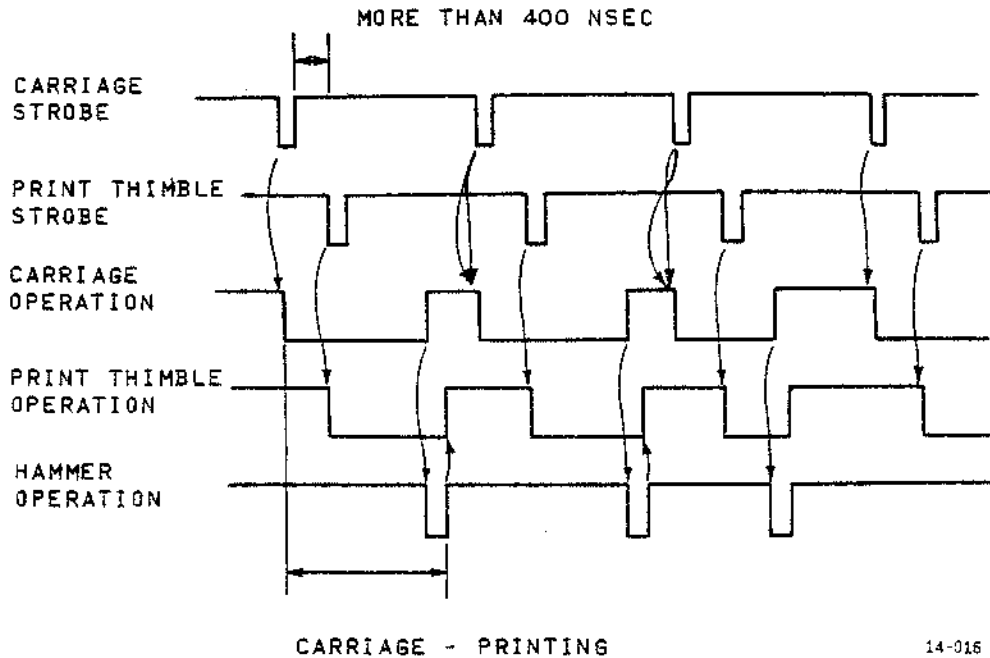 MORE THAN 400 NSEC
CARRIAGE
STROBE
PRINT THIMBLE
STROBE
CARRIAGE
OPERATION
PRINT THIMBLE
OPERATION
HAMMER
OPERATION
CARRIAGE - PRINTING
14-016